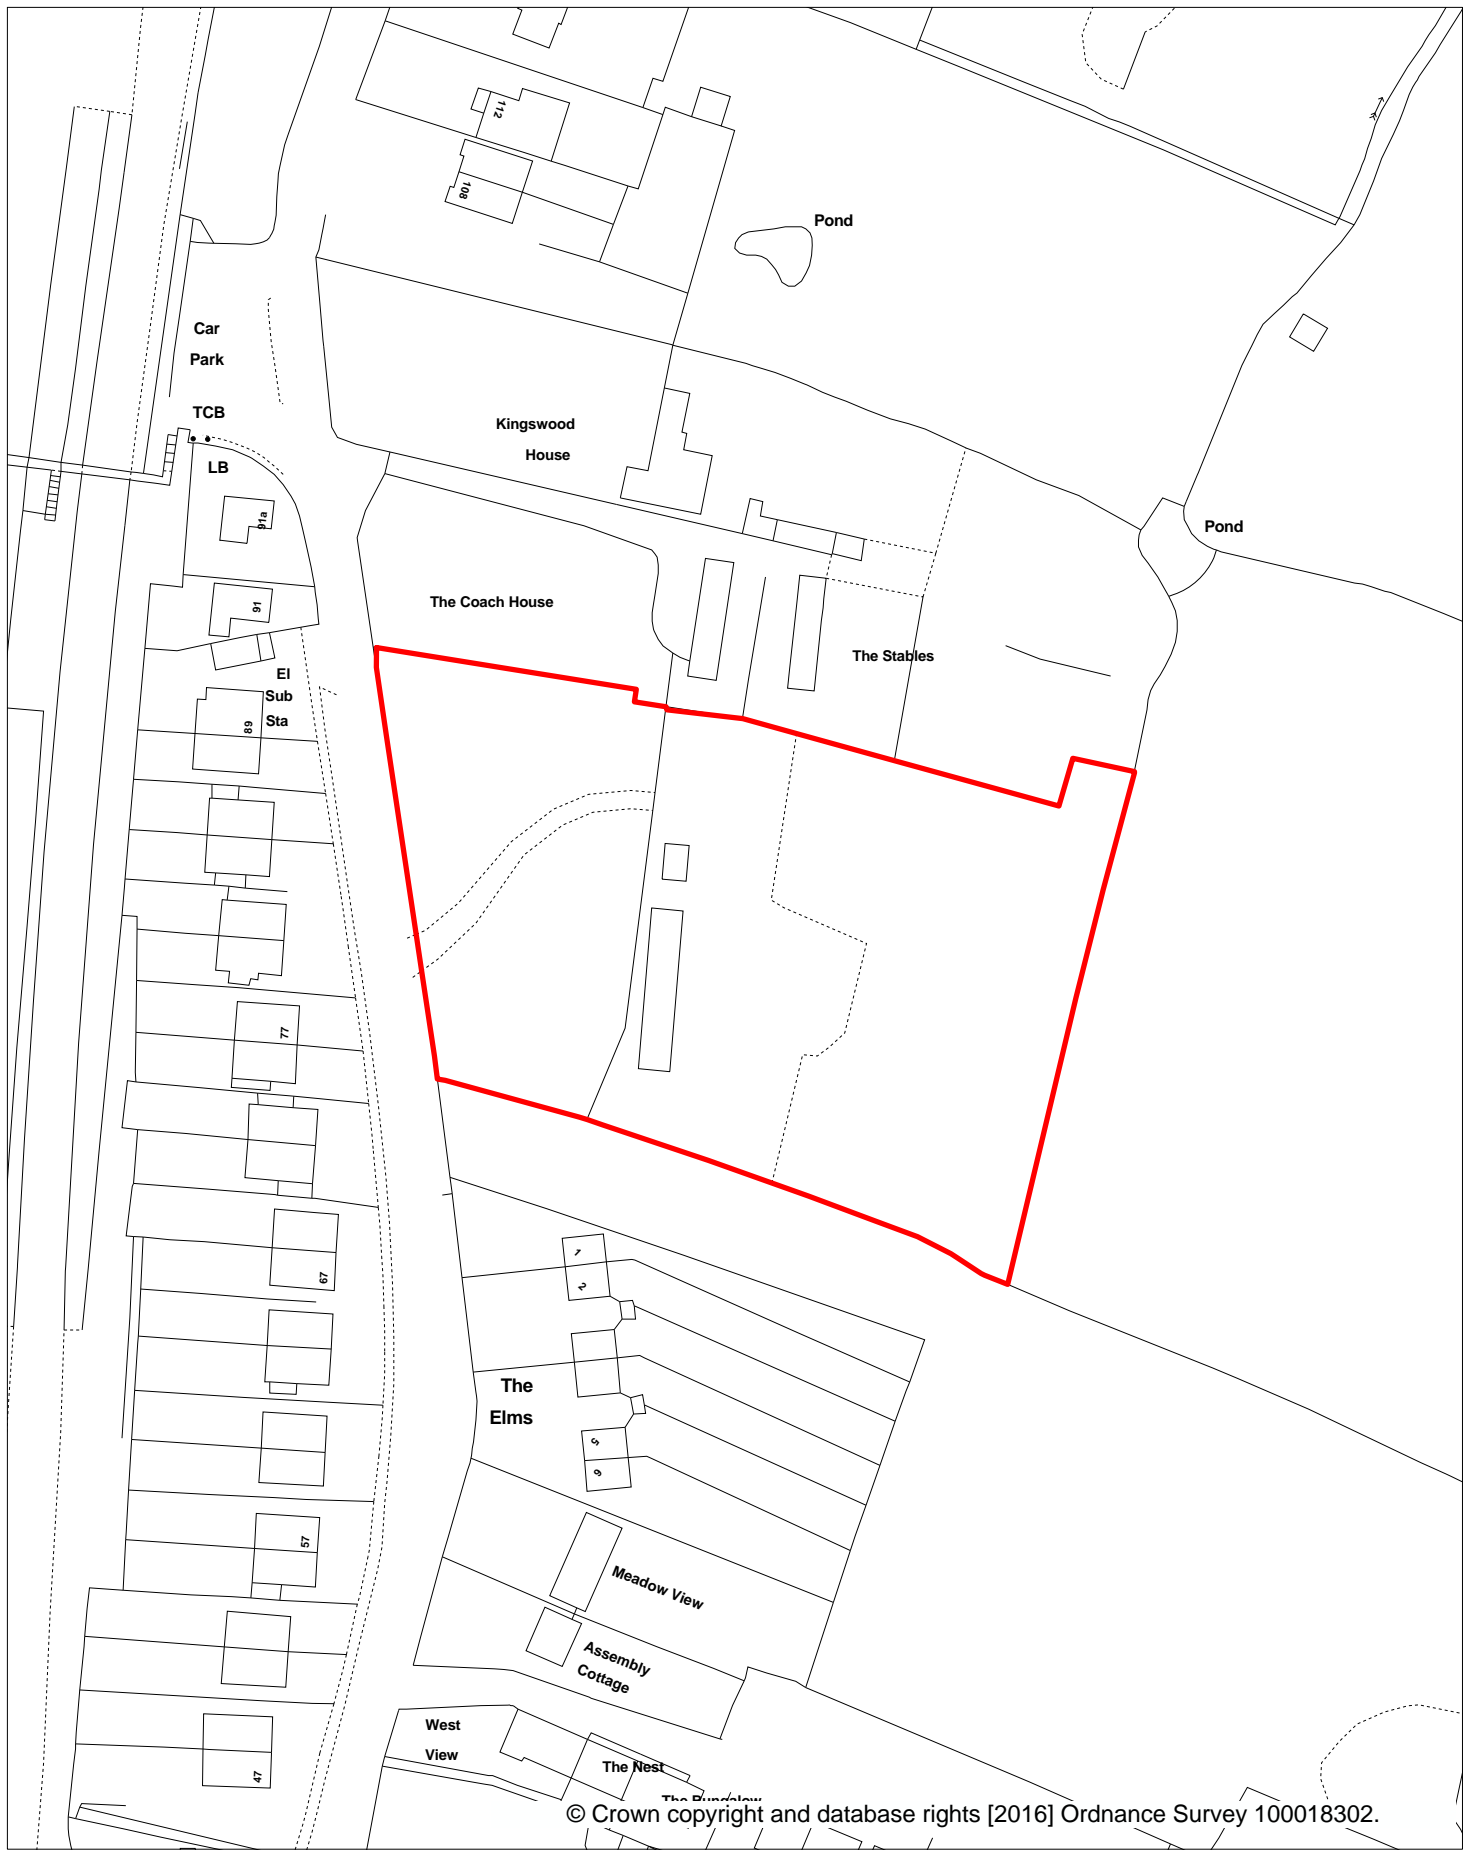 112
108
Pond
Car
Park
TCB
LB
Kingswood
House
91a
Pond
91
The Coach House
The Stables
El
Sub
Sta
89
77
67
1
2
The
Elms
5
6
57
Meadow View
Assembly
Cottage
West
View
The Nest
47
The Bungalow
© Crown copyright and database rights [2016] Ordnance Survey 100018302.